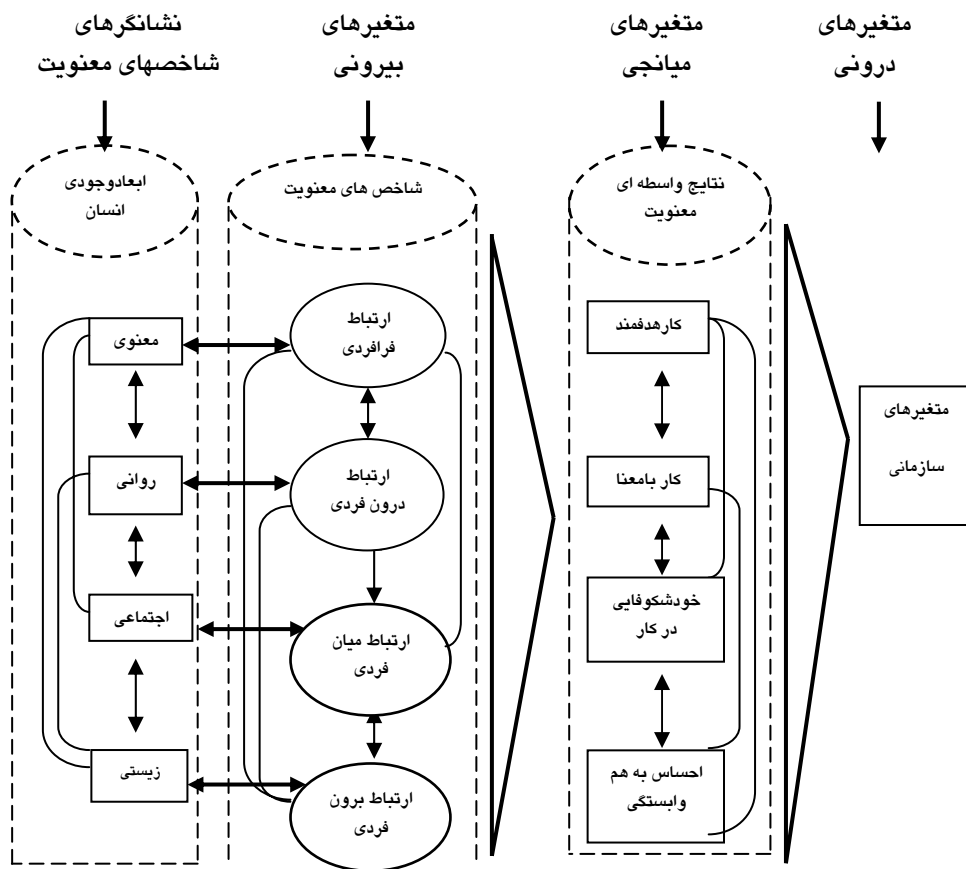 نشانگرهای
شاخصهای معنویت
متغیرهای
بیرونی
متغیرهای
میانجی
متغیرهای
درونی
ابعادوجودی
انسان
شاخص های معنویت
نتایج واسطه ای
معنویت
معنوی
روانی
اجتماعی
زیستی
ارتباط
فرافردی
ارتباط
درون فردی
ارتباط میان
فردی
ارتباط برون
فردی
کارهدفمند
کار بامعنا
خودشکوفایی
در کار
احساس به هم
وابستگی
متغیرهای
سازمانی